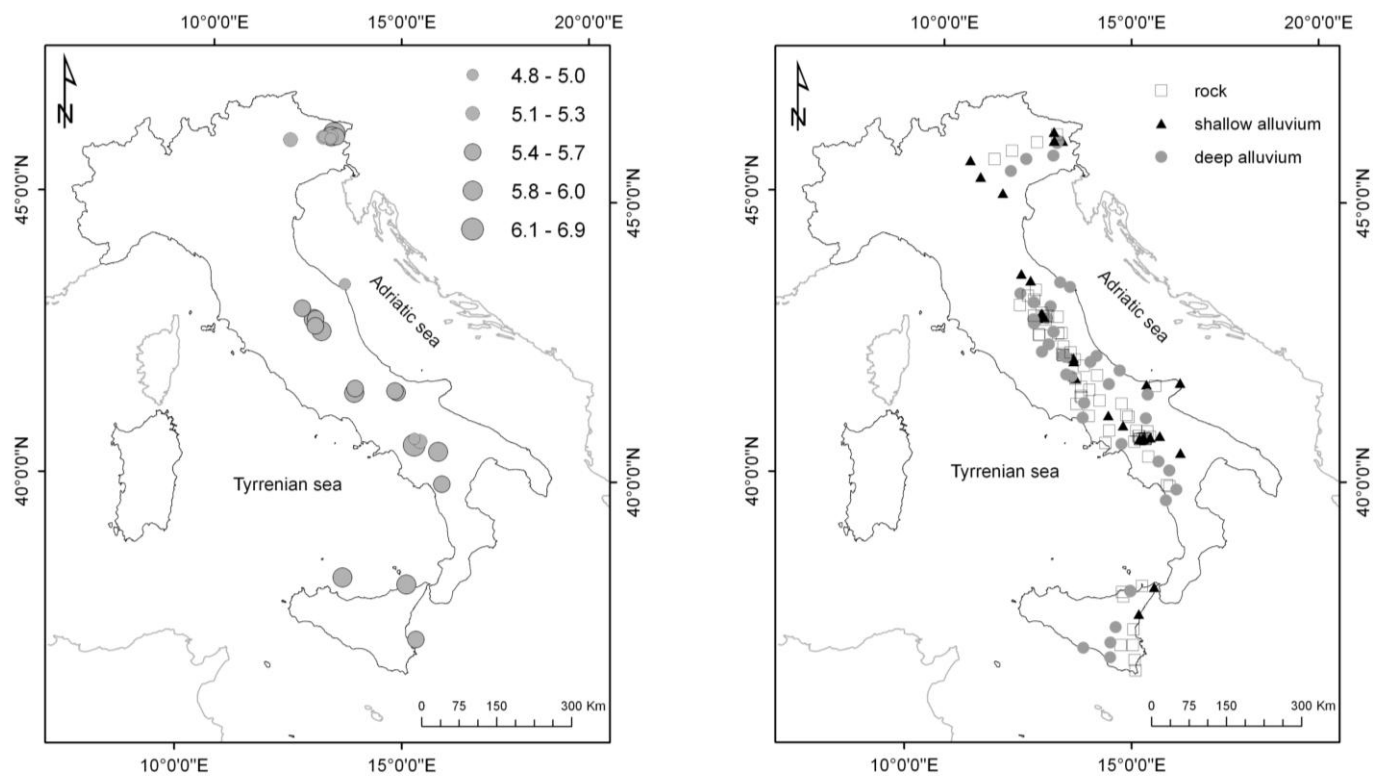 10°0'0"E 15°0'0"E 20°0'0"E
N
4.8 - 5.0
5.1 - 5.3
5.4 - 5.7
5.8 - 6.0
6.1 - 6.9
45°0'0"N
45°0'0"N
Adriatic sea
Tyrrenian sea
40°0'0"N
40°0'0"N
0 75 150 300 Km
10°0'0"E 15°0'0"E
10°0'0"E 15°0'0"E 20°0'0"E
N
rock
shallow alluvium
deep alluvium
45°0'0"N
45°0'0"N
Adriatic sea
Tyrrenian sea
40°0'0"N
40°0'0"N
0 75 150 300 Km
10°0'0"E 15°0'0"E